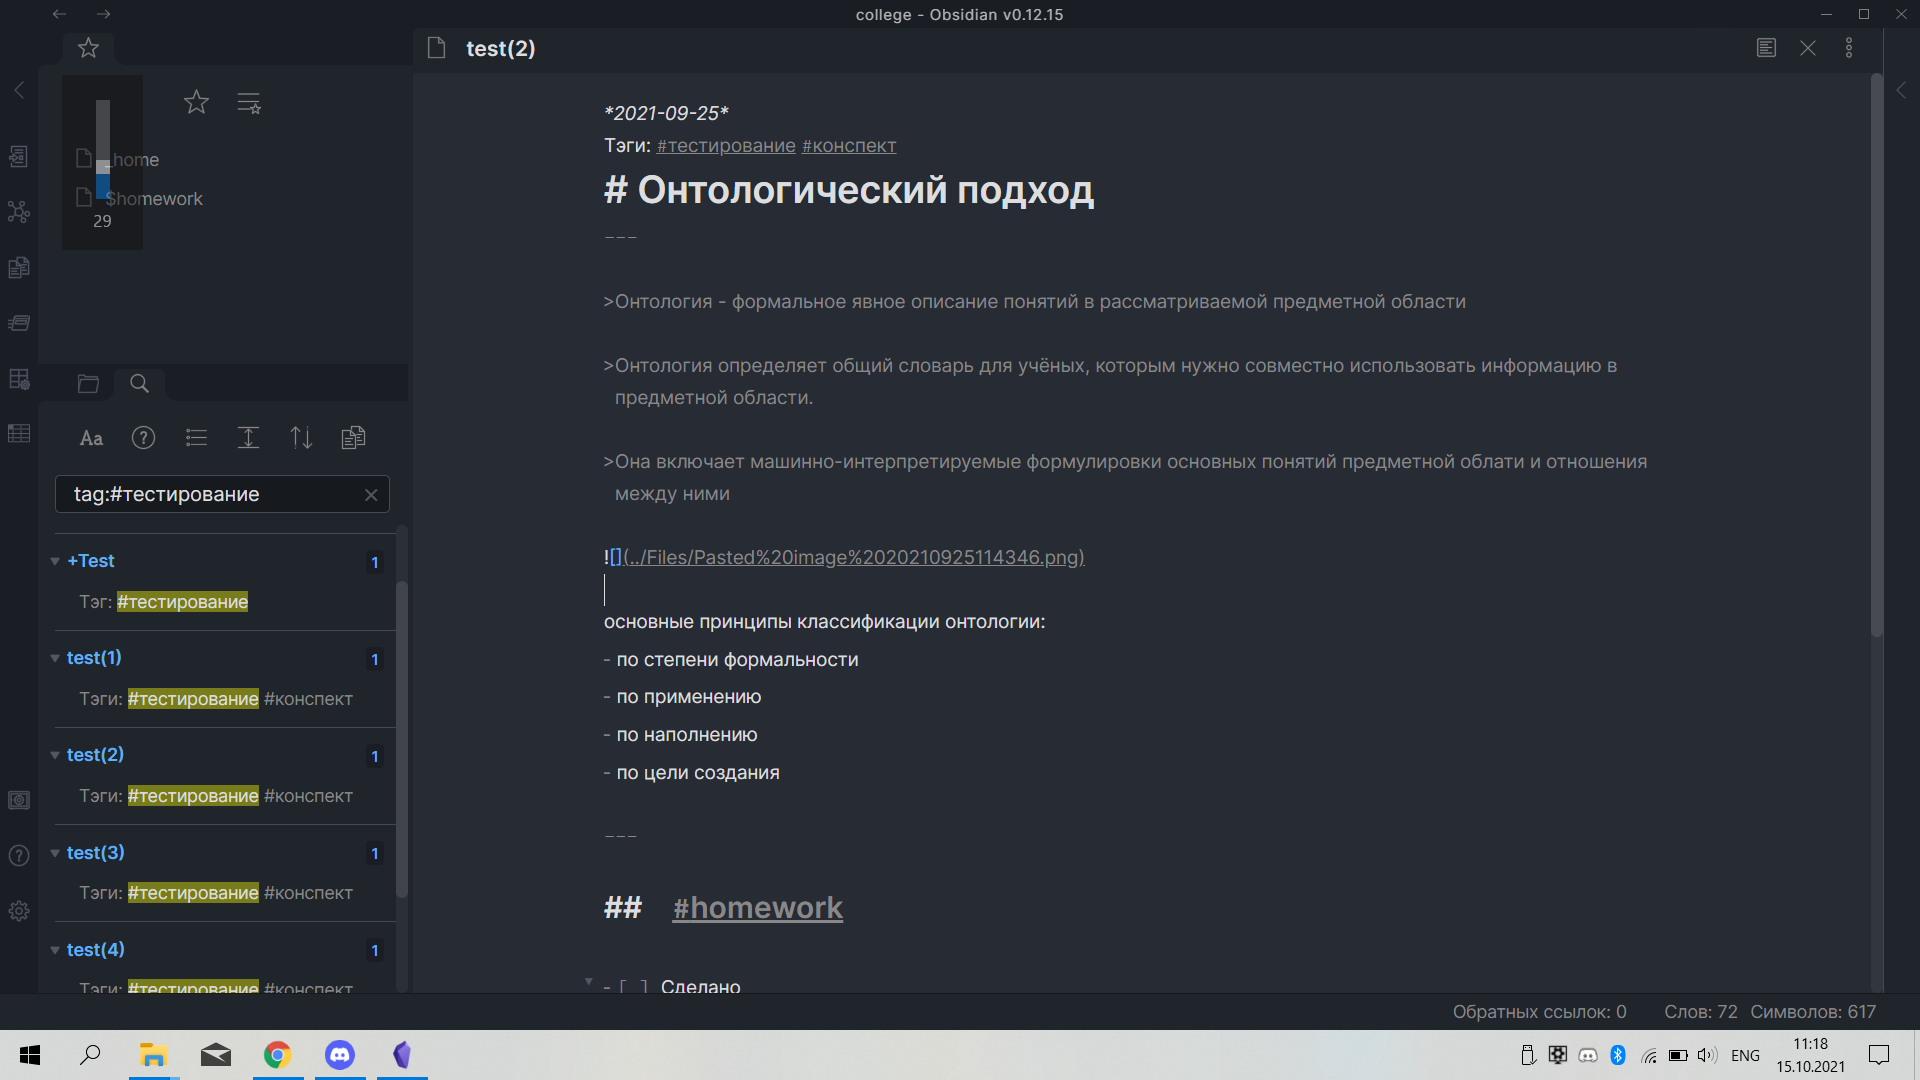 college - Obsidian v0.12.15
test(2)
_home
$homework
29
Aa
tag:#тестирование
+Test
1
Тэг: #тестирование
test(1)
1
Тэги: #тестирование #конспект
test(2)
1
Тэги: #тестирование #конспект
test(3)
1
Тэги: #тестирование #конспект
test(4)
1
Тэги: #тестирование #конспект
*2021-09-25*
Тэги: #тестирование #конспект
# Онтологический подход
---
>Онтология - формальное явное описание понятий в рассматриваемой предметной области
>Онтология определяет общий словарь для учёных, которым нужно совместно использовать информацию в
предметной области.
>Она включает машинно-интерпретируемые формулировки основных понятий предметной облати и отношения
между ними
![](../Files/Pasted%20image%2020210925114346.png)
основные принципы классификации онтологии:
- по степени формальности
- по применению
- по наполнению
- по цели создания
---
## #homework
- [ ] Сделано
Обратных ссылок: 0 Слов: 72 Символов: 617
ENG
11:18
15.10.2021